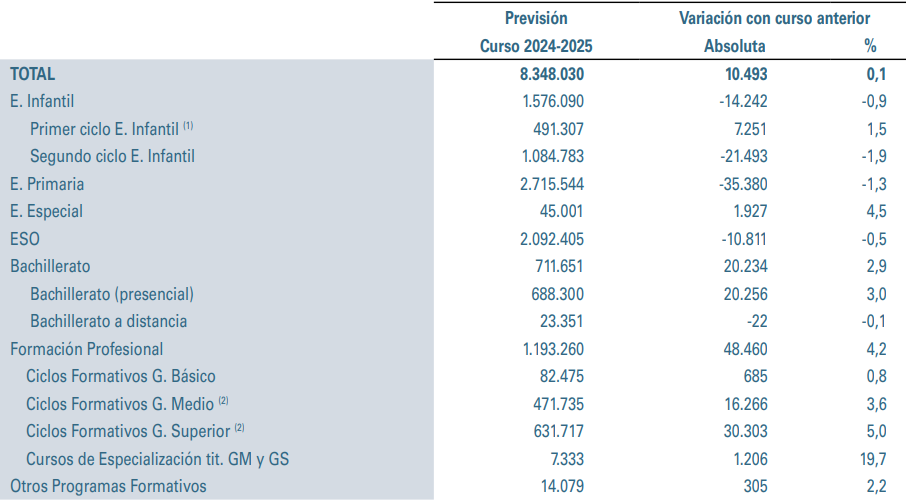 Previsión Variación con curso anterior
Curso 2024-2025 Absoluta %
TOTAL 8.348.030 10.493 0,1
E. Infantil 1.576.090 -14.242 -0,9
Primer ciclo E. Infantil (1) 491.307 7.251 1,5
Segundo ciclo E. Infantil 1.084.783 -21.493 -1,9
E. Primaria 2.715.544 -35.380 -1,3
E. Especial 45.001 1.927 4,5
ESO 2.092.405 -10.811 -0,5
Bachillerato 711.651 20.234 2,9
Bachillerato (presencial) 688.300 20.256 3,0
Bachillerato a distancia 23.351 -22 -0,1
Formación Profesional 1.193.260 48.460 4,2
Ciclos Formativos G. Básico 82.475 685 0,8
Ciclos Formativos G. Medio (2) 471.735 16.266 3,6
Ciclos Formativos G. Superior (2) 631.717 30.303 5,0
Cursos de Especialización tit. GM y GS 7.333 1.206 19,7
Otros Programas Formativos 14.079 305 2,2